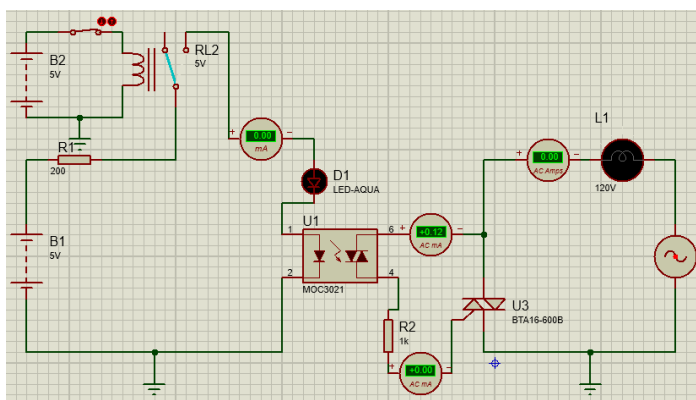 B2
5V
RL2
5V
R1
200
+ 0.00 −
mA
D1
LED-AQUA
B1
5V
U1
1
2
6
4
MOC3021
+ +0.12 −
AC mA
R2
1k
+ +0.00 −
AC mA
U3
BTA16-600B
+ 0.00 −
AC Amps
L1
120V